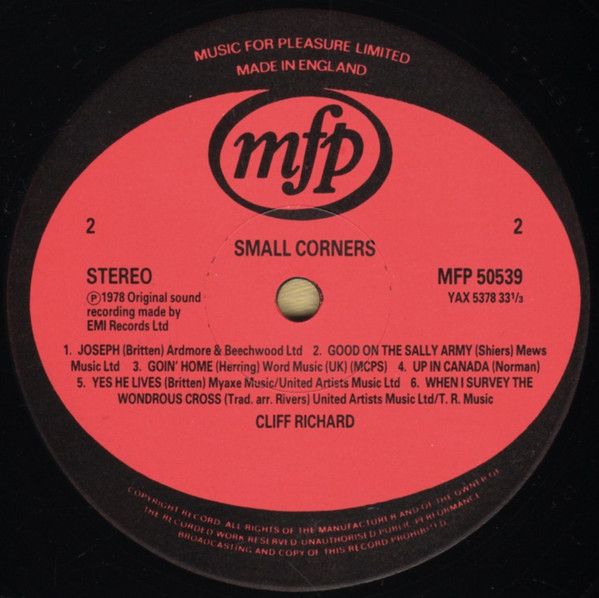 MUSIC FOR PLEASURE LIMITED
MADE IN ENGLAND
mfp
2
2
SMALL CORNERS
STEREO
MFP 50539
Ⓟ1978 Original sound
recording made by
EMI Records Ltd
YAX 5378 33⅓
1. JOSEPH (Britten) Ardmore & Beechwood Ltd 2. GOOD ON THE SALLY ARMY (Shiers) Mews
Music Ltd 3. GOIN' HOME (Herring) Word Music (UK) (MCPS) 4. UP IN CANADA (Norman)
5. YES HE LIVES (Britten) Myaxe Music/United Artists Music Ltd 6. WHEN I SURVEY THE
WONDROUS CROSS (Trad. arr. Rivers) United Artists Music Ltd/T. R. Music
CLIFF RICHARD
COPYRIGHT RECORD. ALL RIGHTS OF THE MANUFACTURER AND OF THE OWNER OF
THE RECORDED WORK RESERVED·UNAUTHORISED PUBLIC PERFORMANCE
BROADCASTING AND COPY OF THIS RECORD PROHIBITED.